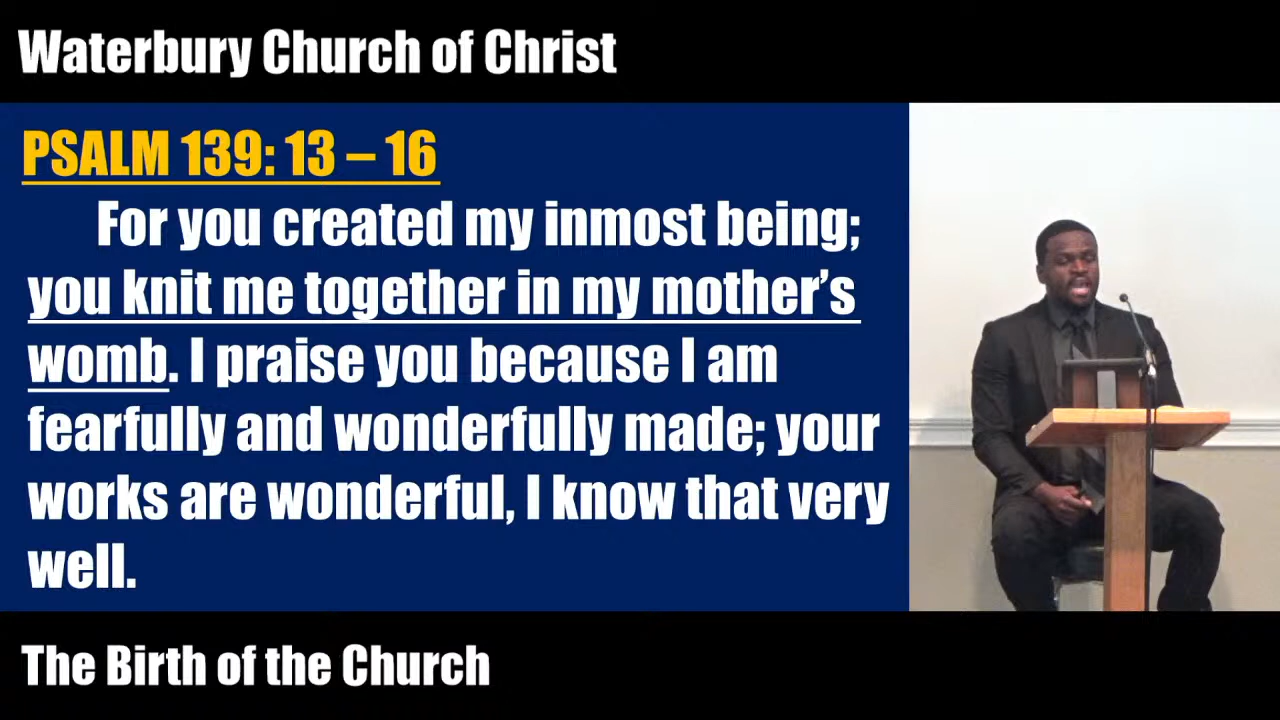 Waterbury Church of Christ
PSALM 139: 13 – 16
For you created my inmost being;
you knit me together in my mother’s
womb. I praise you because I am
fearfully and wonderfully made; your
works are wonderful, I know that very
well.
The Birth of the Church